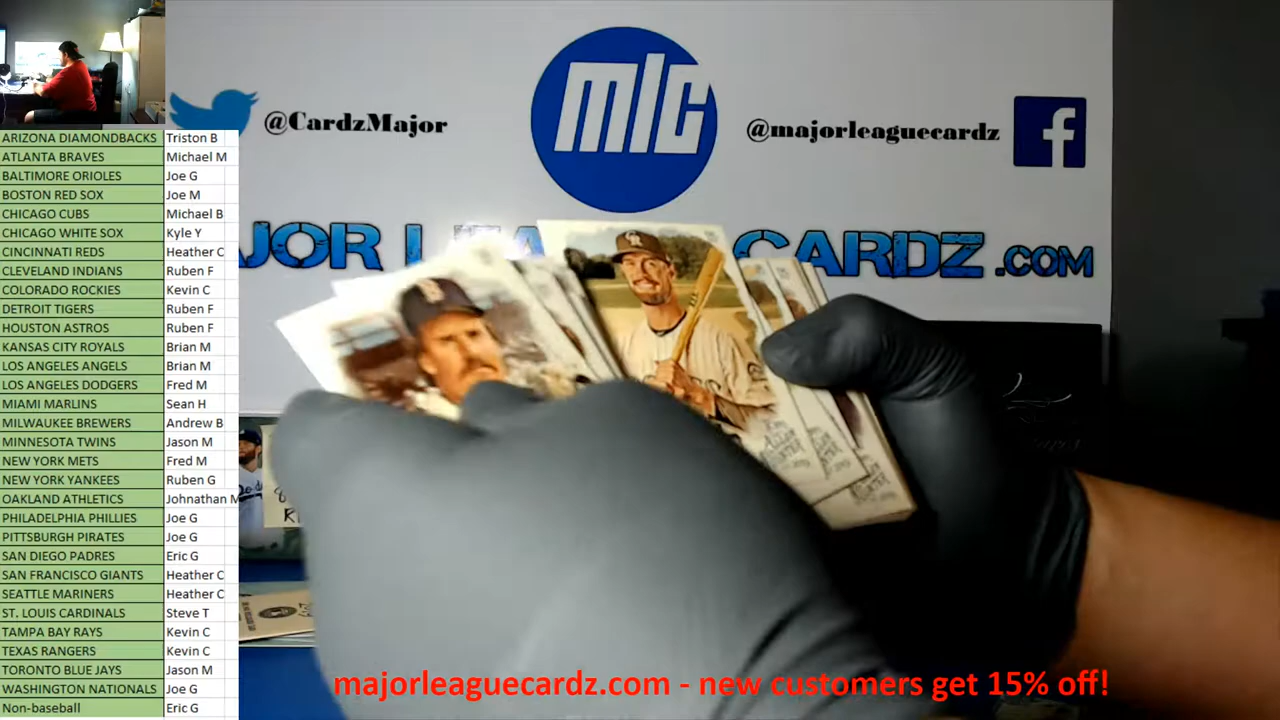 @CardzMajor
mlc
@majorleaguecardz
f
JOR LEA CARDZ.COM
ARIZONA DIAMONDBACKS Triston B
ATLANTA BRAVES Michael M
BALTIMORE ORIOLES Joe G
BOSTON RED SOX Joe M
CHICAGO CUBS Michael B
CHICAGO WHITE SOX Kyle Y
CINCINNATI REDS Heather C
CLEVELAND INDIANS Ruben F
COLORADO ROCKIES Kevin C
DETROIT TIGERS Ruben F
HOUSTON ASTROS Ruben F
KANSAS CITY ROYALS Brian M
LOS ANGELES ANGELS Brian M
LOS ANGELES DODGERS Fred M
MIAMI MARLINS Sean H
MILWAUKEE BREWERS Andrew B
MINNESOTA TWINS Jason M
NEW YORK METS Fred M
NEW YORK YANKEES Ruben G
OAKLAND ATHLETICS Johnathan M
PHILADELPHIA PHILLIES Joe G
PITTSBURGH PIRATES Joe G
SAN DIEGO PADRES Eric G
SAN FRANCISCO GIANTS Heather C
SEATTLE MARINERS Heather C
ST. LOUIS CARDINALS Steve T
TAMPA BAY RAYS Kevin C
TEXAS RANGERS Kevin C
TORONTO BLUE JAYS Jason M
WASHINGTON NATIONALS Joe G
Non-baseball Eric G
majorleaguecardz.com - new customers get 15% off!